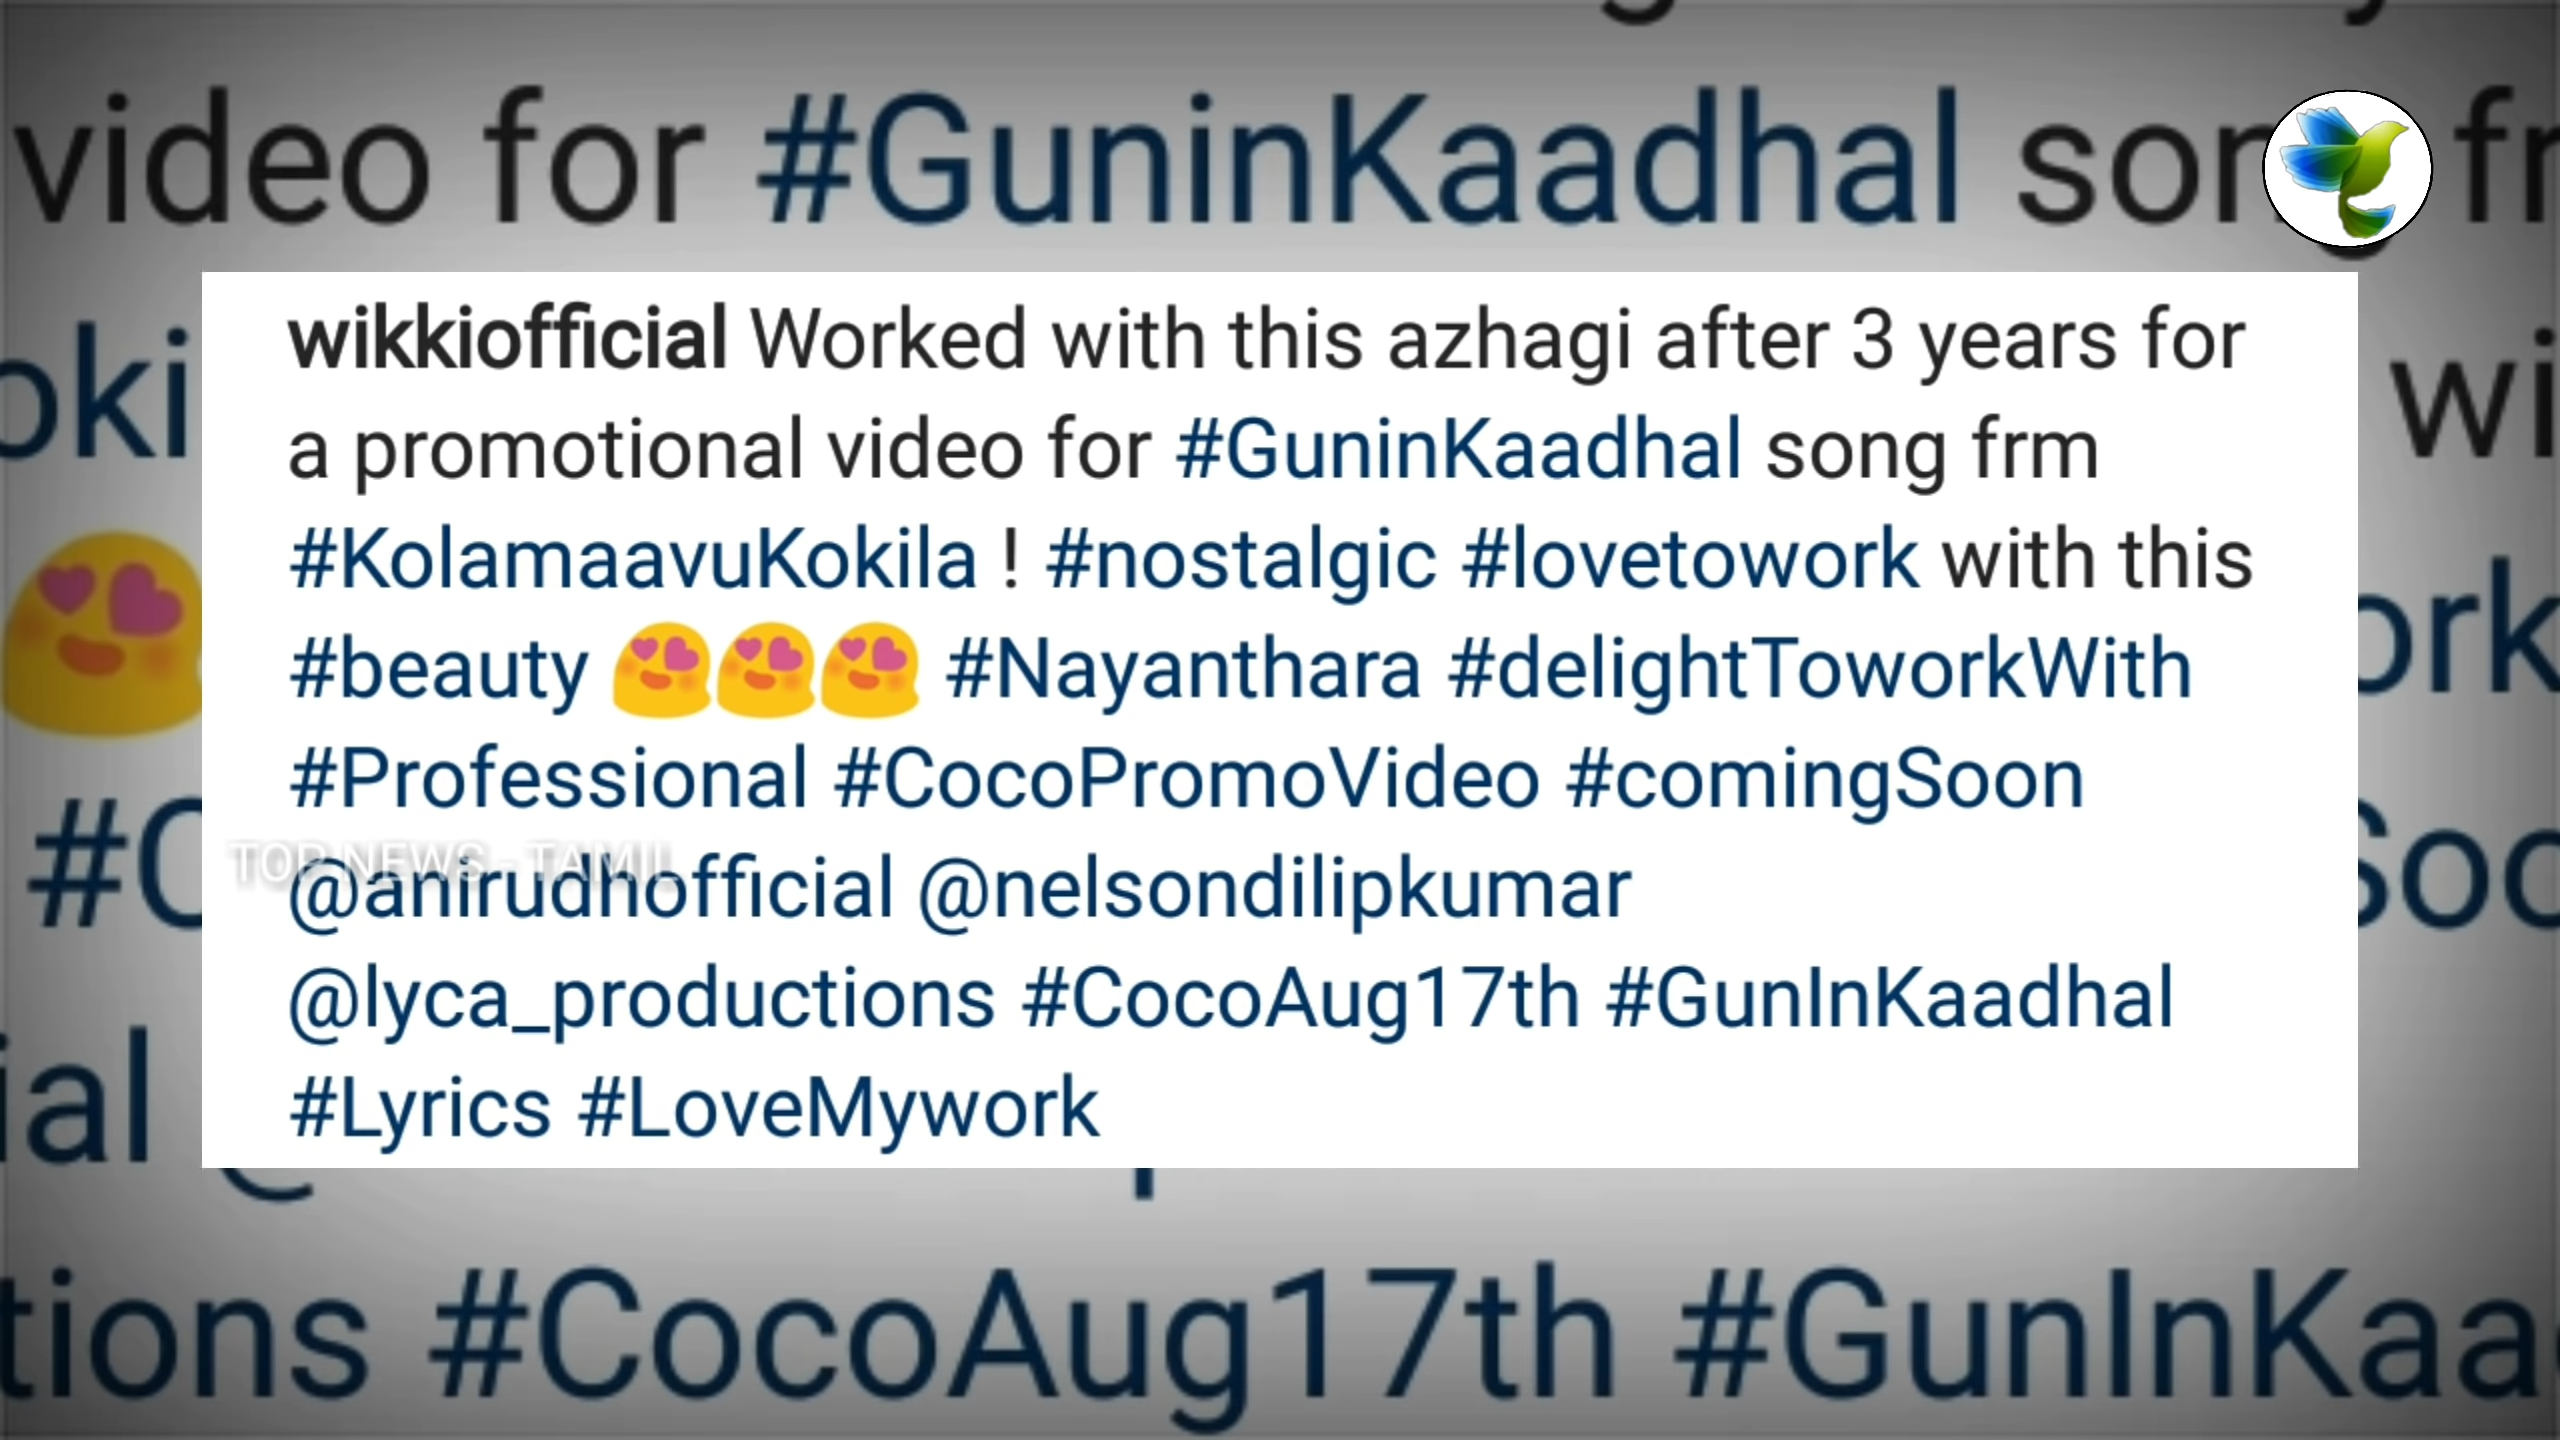 video for #GuninKaadhal song fr
wikkiofficial Worked with this azhagi after 3 years for
a promotional video for #GuninKaadhal song frm
#KolamaavuKokila ! #nostalgic #lovetowork with this
#beauty 😍😍😍 #Nayanthara #delightToworkWith
#Professional #CocoPromoVideo #comingSoon
TOP NEWS - TAMIL
@anirudhofficial @nelsondilipkumar
@lyca_productions #CocoAug17th #GunInKaadhal
#Lyrics #LoveMywork
tions #CocoAug17th #GunInKaa